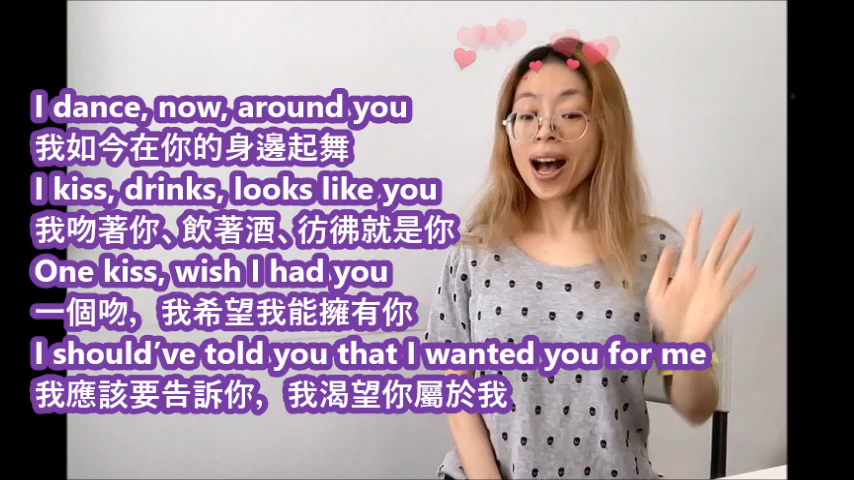 I dance, now, around you
我如今在你的身邊起舞
I kiss, drinks, looks like you
我吻著你、飲著酒、彷彿就是你
One kiss, wish I had you
一個吻，我希望我能擁有你
I should've told you that I wanted you for me
我應該要告訴你，我渴望你屬於我